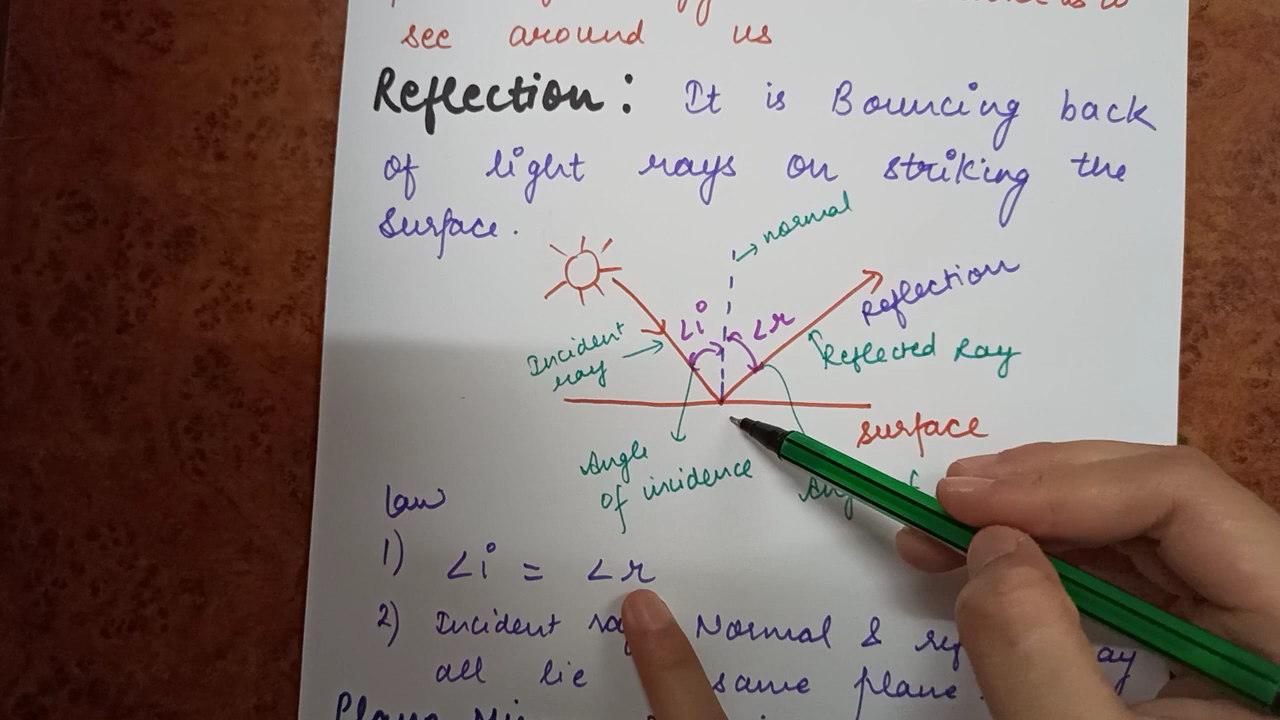 see around us
Reflection: It is Bouncing back
of light rays on striking the
surface.
normal
Reflection
∠i ∠r
Incident
ray
Reflected Ray
surface
Angle
of incidence
law
1) ∠i = ∠r
2) Incident Normal &
all lie same plane.